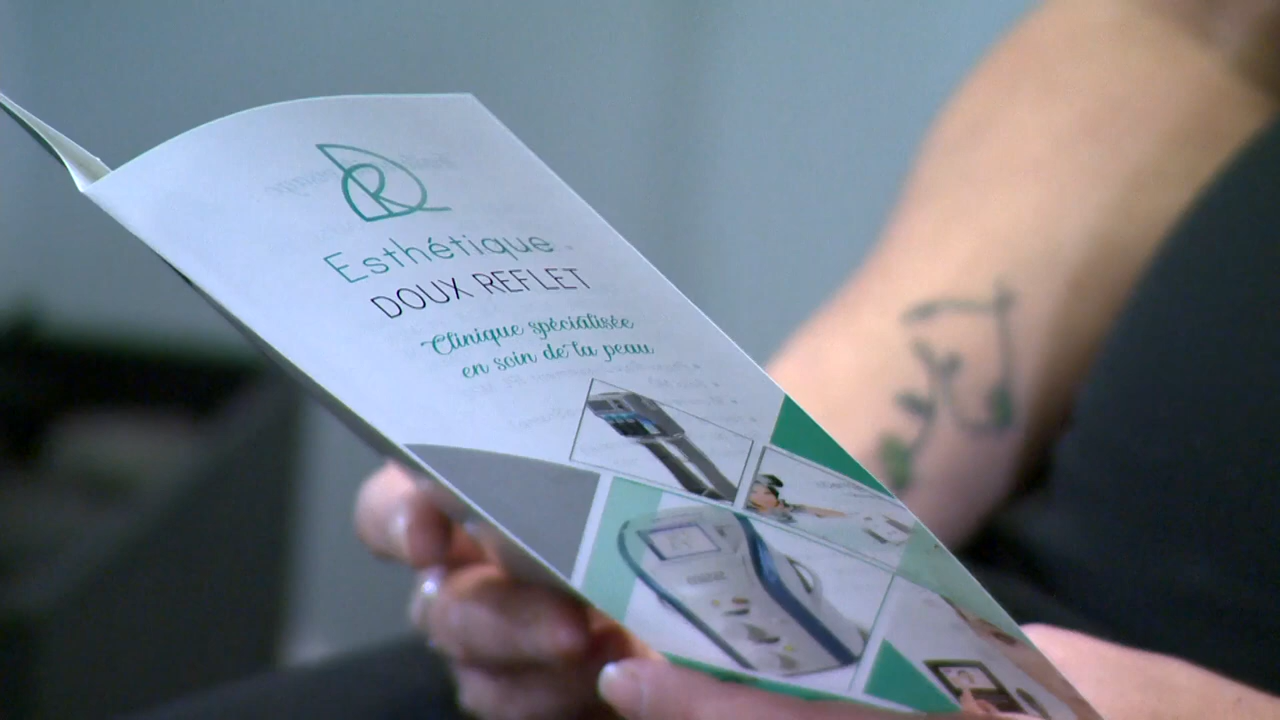 R
Esthétique
DOUX REFLET
Clinique spécialisée
en soin de la peau